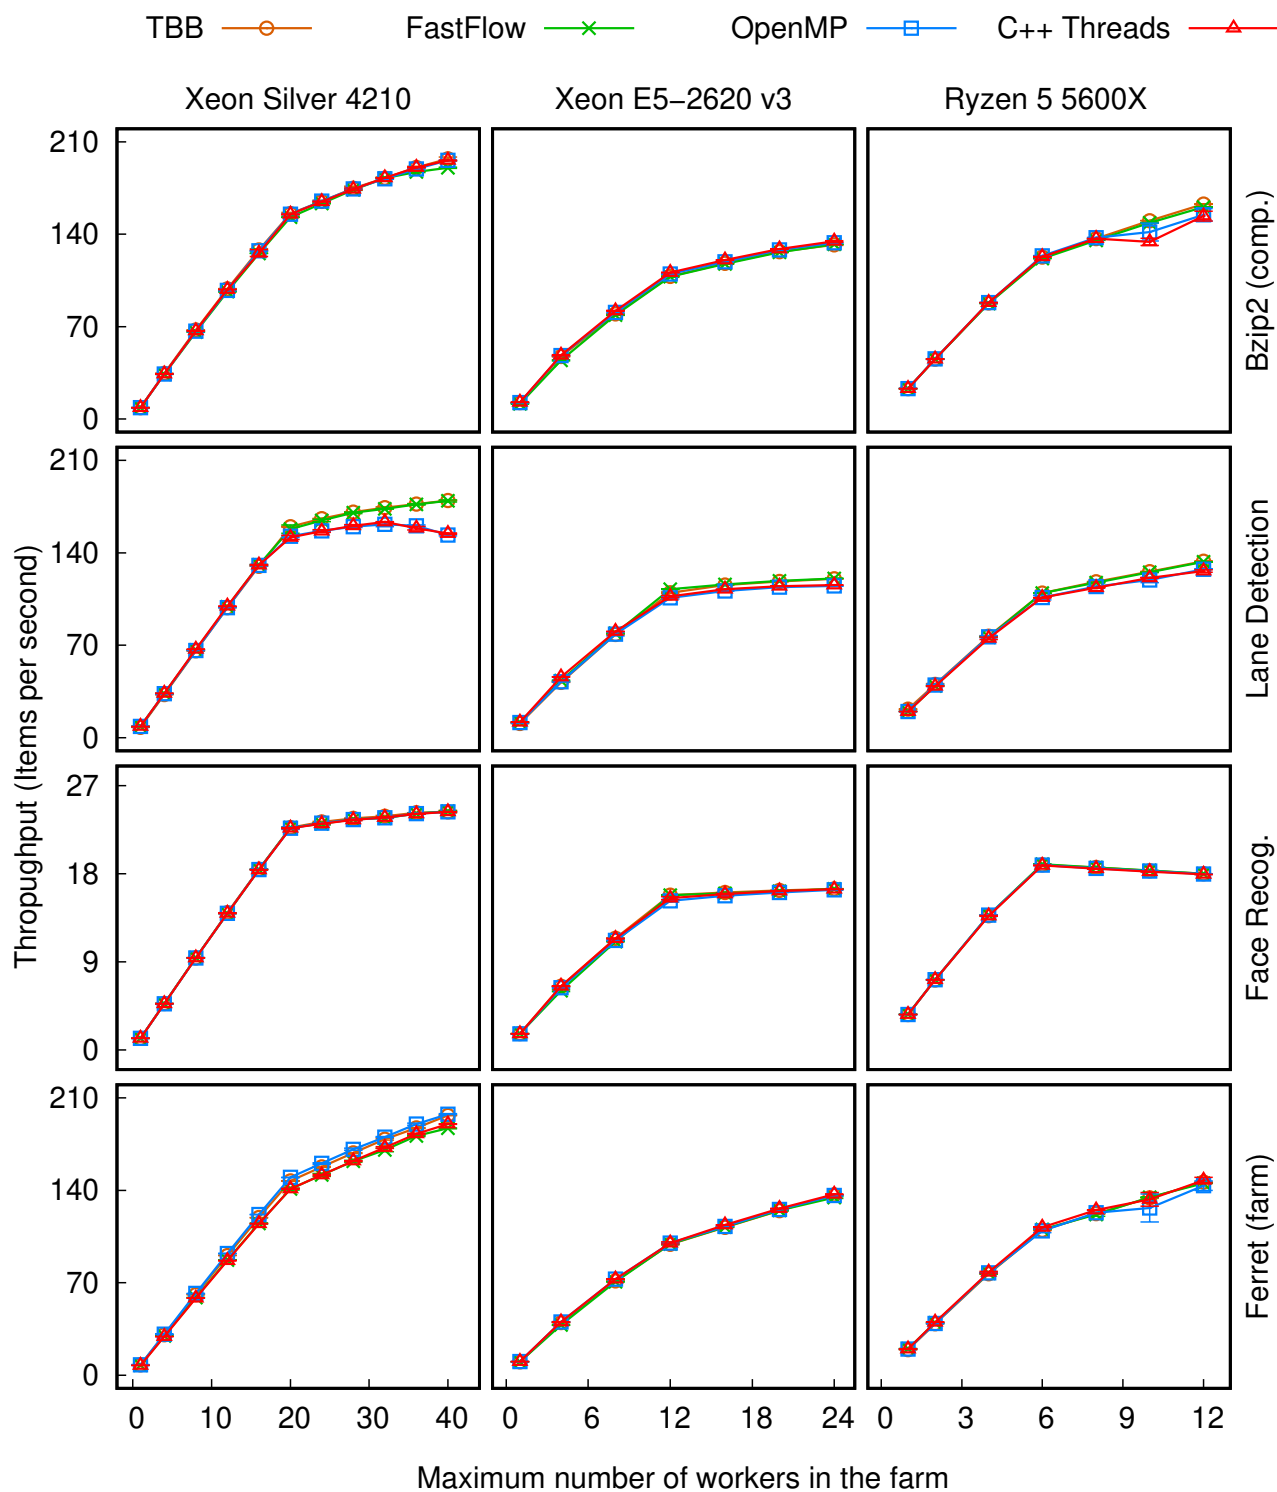 TBB FastFlow OpenMP C++ Threads
Xeon Silver 4210 Xeon E5−2620 v3 Ryzen 5 5600X
Thropughput (Items per second)
210
140
70
0
Bzip2 (comp.)
210
140
70
0
Lane Detection
27
18
9
0
Face Recog.
210
140
70
0
Ferret (farm)
0 10 20 30 40 0 6 12 18 24 0 3 6 9 12
Maximum number of workers in the farm